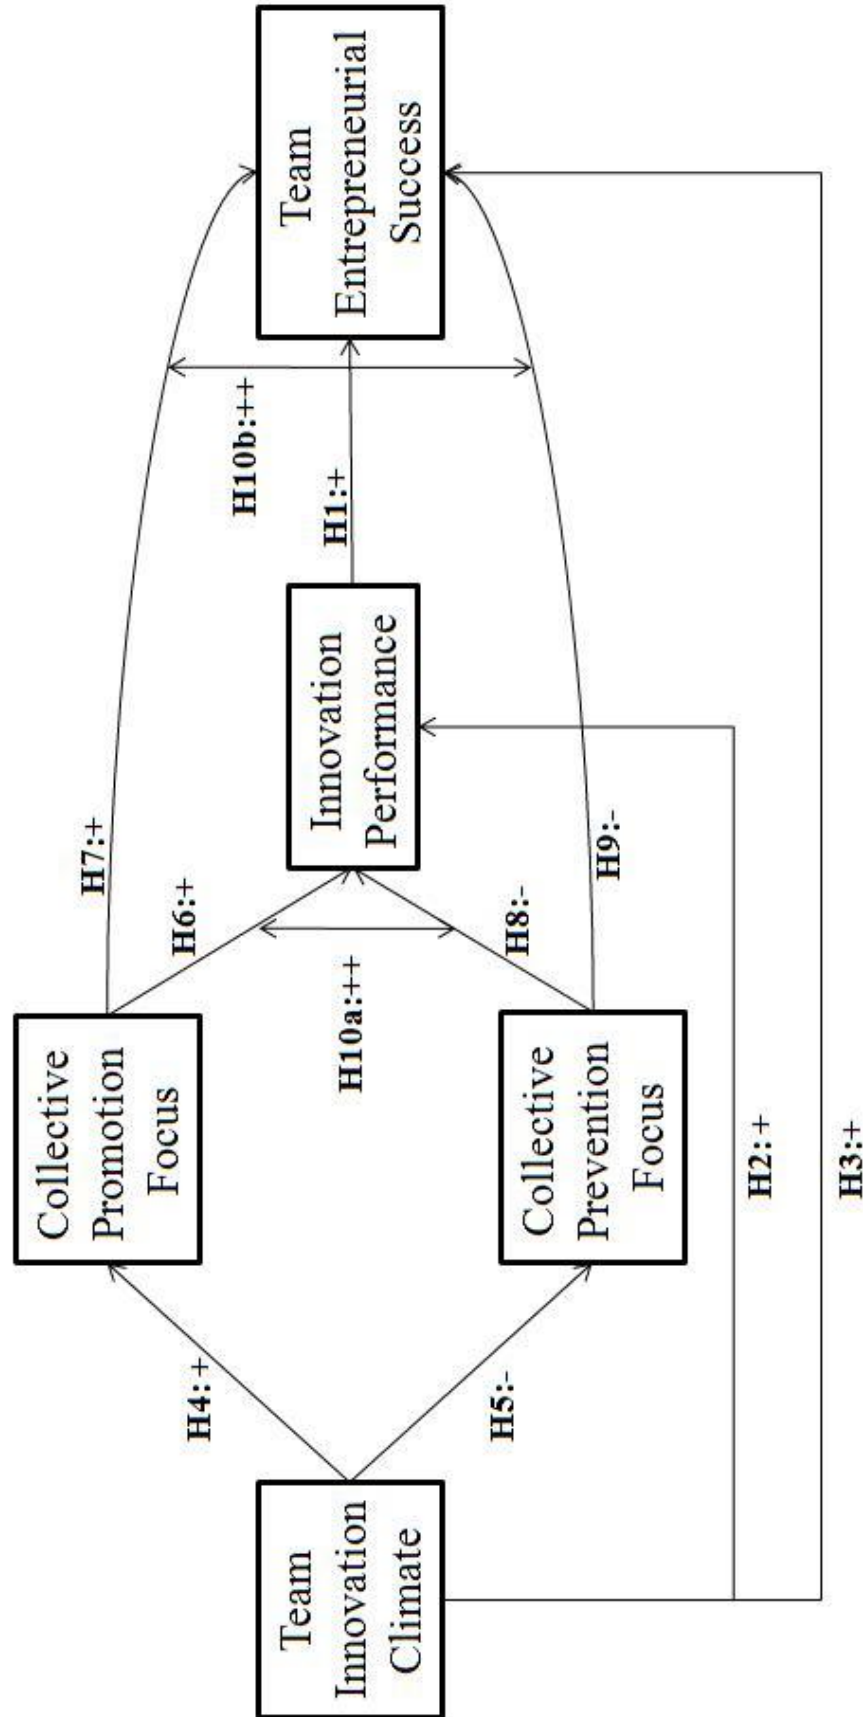 Team
Innovation
Climate
H4: +
H5:-
Collective
Promotion
Focus
Collective
Prevention
Focus
H7:+
H6:+
H10a:++
H8:-
H9:-
H2: +
H3: +
Innovation
Performance
H1:+
H10b:++
Team
Entrepreneurial
Success